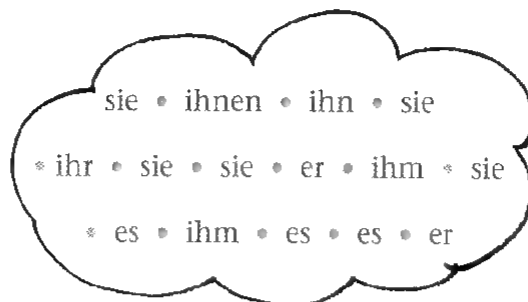 sie • ihnen • ihn • sie
• ihr • sie • sie • er • ihm • sie
• es • ihm • es • es • er